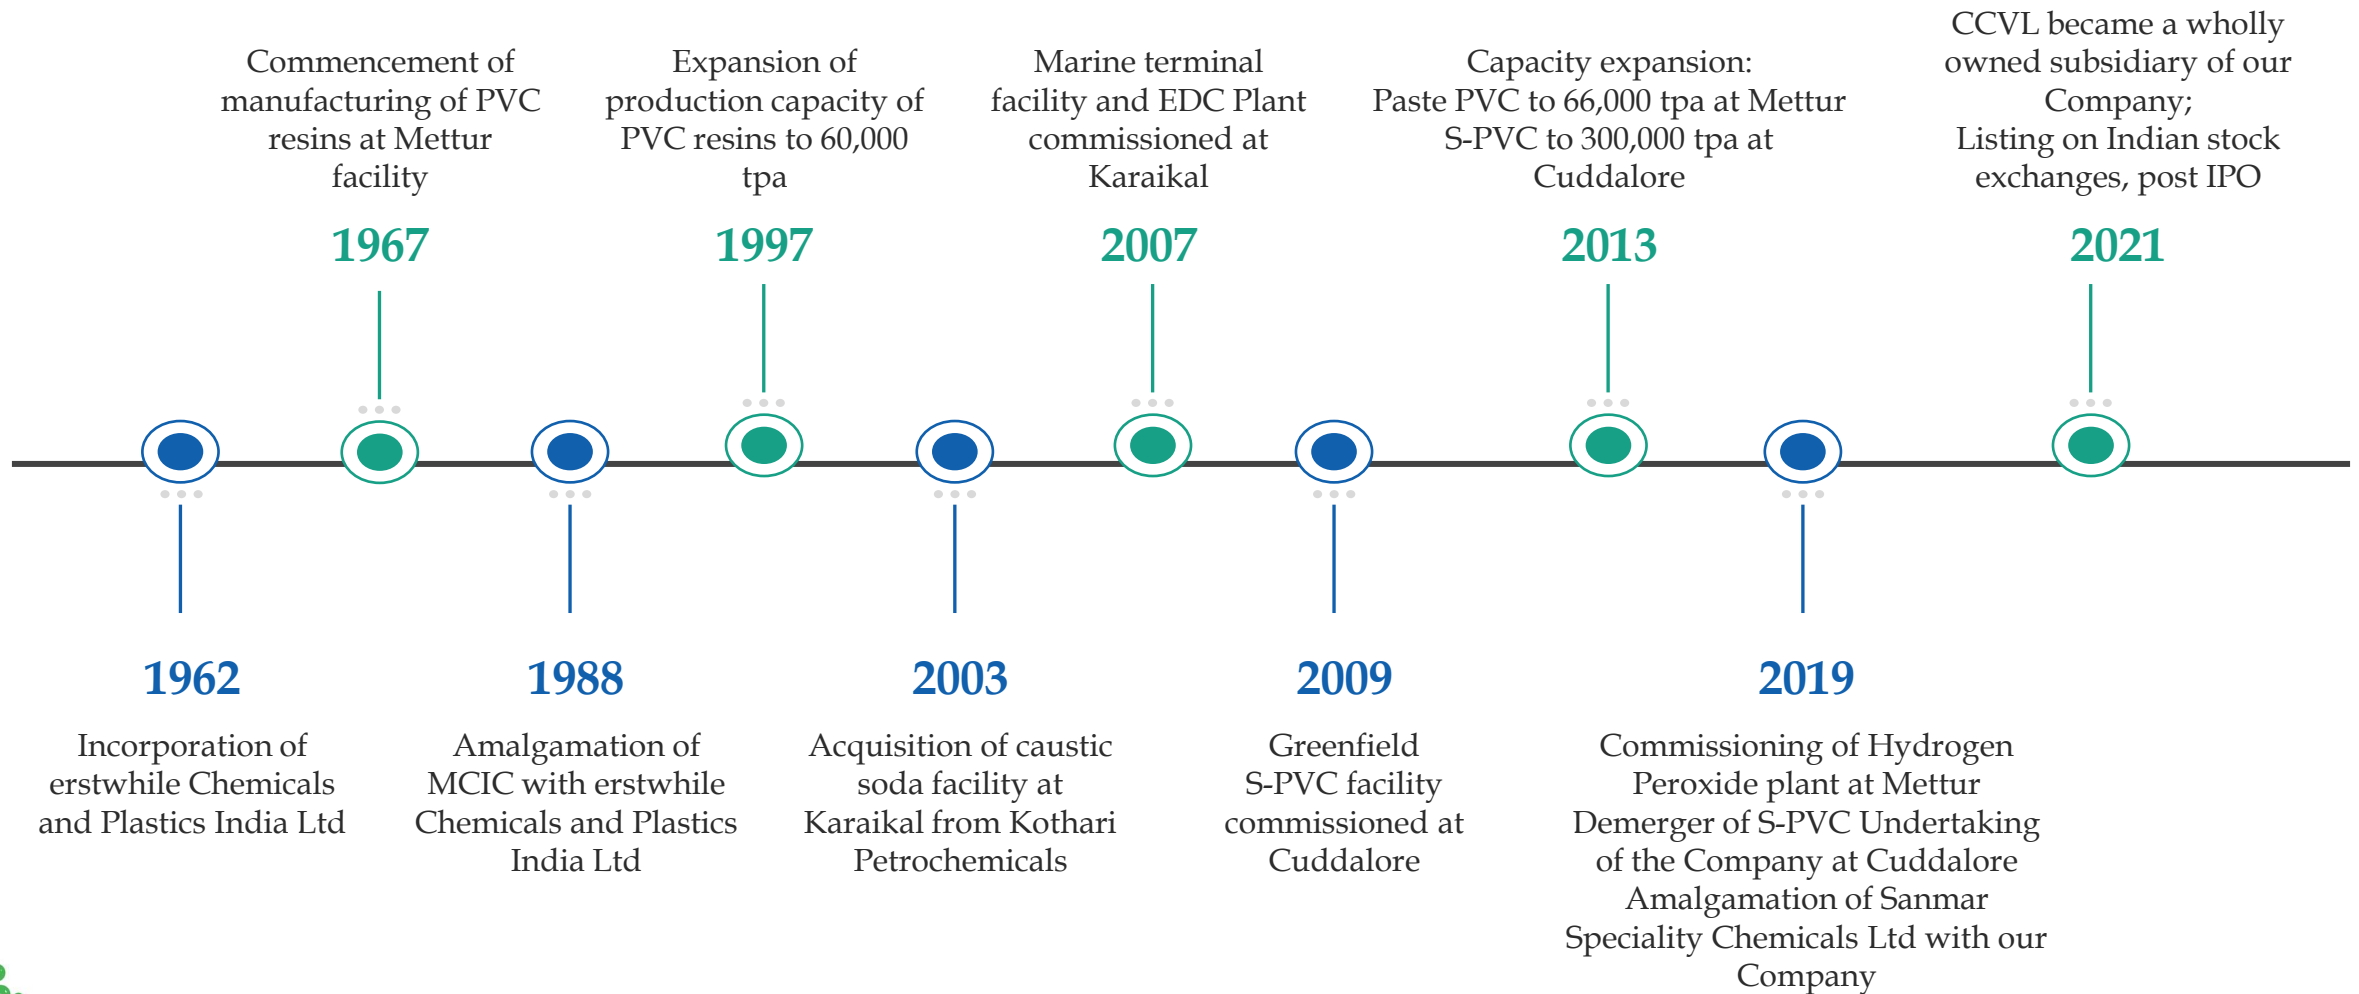 Commencement of
manufacturing of PVC
resins at Mettur
facility
1967
Expansion of
production capacity of
PVC resins to 60,000
tpa
1997
Marine terminal
facility and EDC Plant
commissioned at
Karaikal
2007
Capacity expansion:
Paste PVC to 66,000 tpa at Mettur
S-PVC to 300,000 tpa at
Cuddalore
2013
CCVL became a wholly
owned subsidiary of our
Company;
Listing on Indian stock
exchanges, post IPO
2021
1962
Incorporation of
erstwhile Chemicals
and Plastics India Ltd
1988
Amalgamation of
MCIC with erstwhile
Chemicals and Plastics
India Ltd
2003
Acquisition of caustic
soda facility at
Karaikal from Kothari
Petrochemicals
2009
Greenfield
S-PVC facility
commissioned at
Cuddalore
2019
Commissioning of Hydrogen
Peroxide plant at Mettur
Demerger of S-PVC Undertaking
of the Company at Cuddalore
Amalgamation of Sanmar
Speciality Chemicals Ltd with our
Company